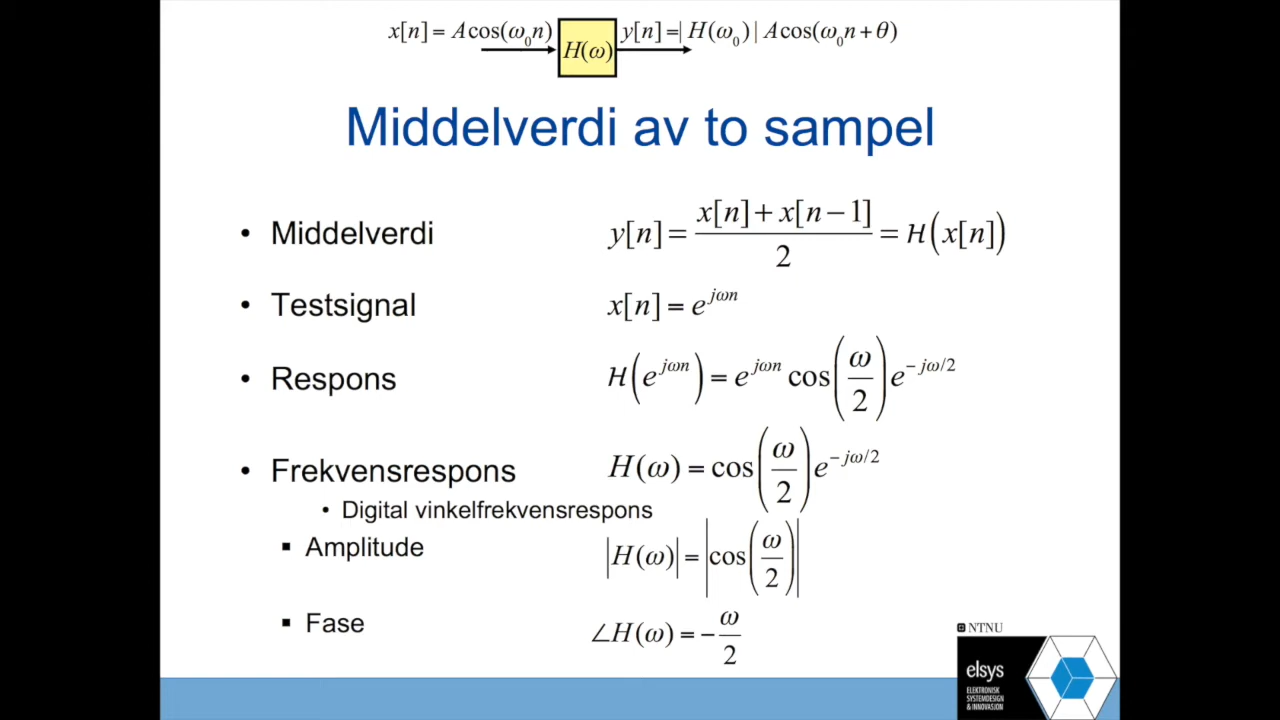 x[n] = A cos(ω₀n) H(ω) y[n] =| H(ω₀) | A cos(ω₀n + θ)
Middelverdi av to sampel
• Middelverdi y[n] = (x[n] + x[n − 1]) / 2 = H(x[n])
• Testsignal x[n] = e^{jωn}
• Respons H(e^{jωn}) = e^{jωn} cos(ω/2) e^{−jω/2}
• Frekvensrespons H(ω) = cos(ω/2) e^{−jω/2}
• Digital vinkelfrekvensrespons
▪ Amplitude |H(ω)| = |cos(ω/2)|
▪ Fase ∠H(ω) = −ω/2
NTNU
elsys
ELEKTRONISK
SYSTEMDESIGN
& INNOVASJON